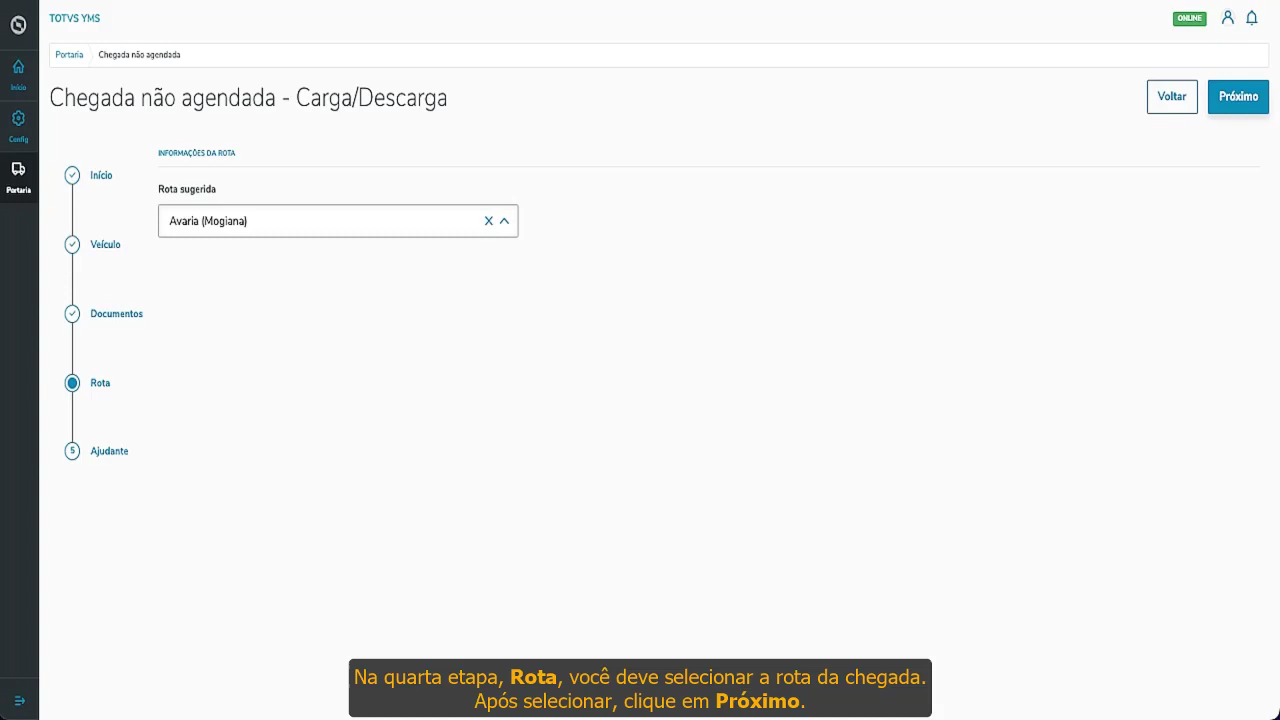 TOTVS YMS
ONLINE
Portaria
Chegada não agendada
Chegada não agendada - Carga/Descarga
Voltar
Próximo
Início
Config
Portaria
INFORMAÇÕES DA ROTA
Início
Rota sugerida
Avaria (Mogiana)
Veículo
Documentos
Rota
5
Ajudante
Na quarta etapa, Rota, você deve selecionar a rota da chegada.
Após selecionar, clique em Próximo.